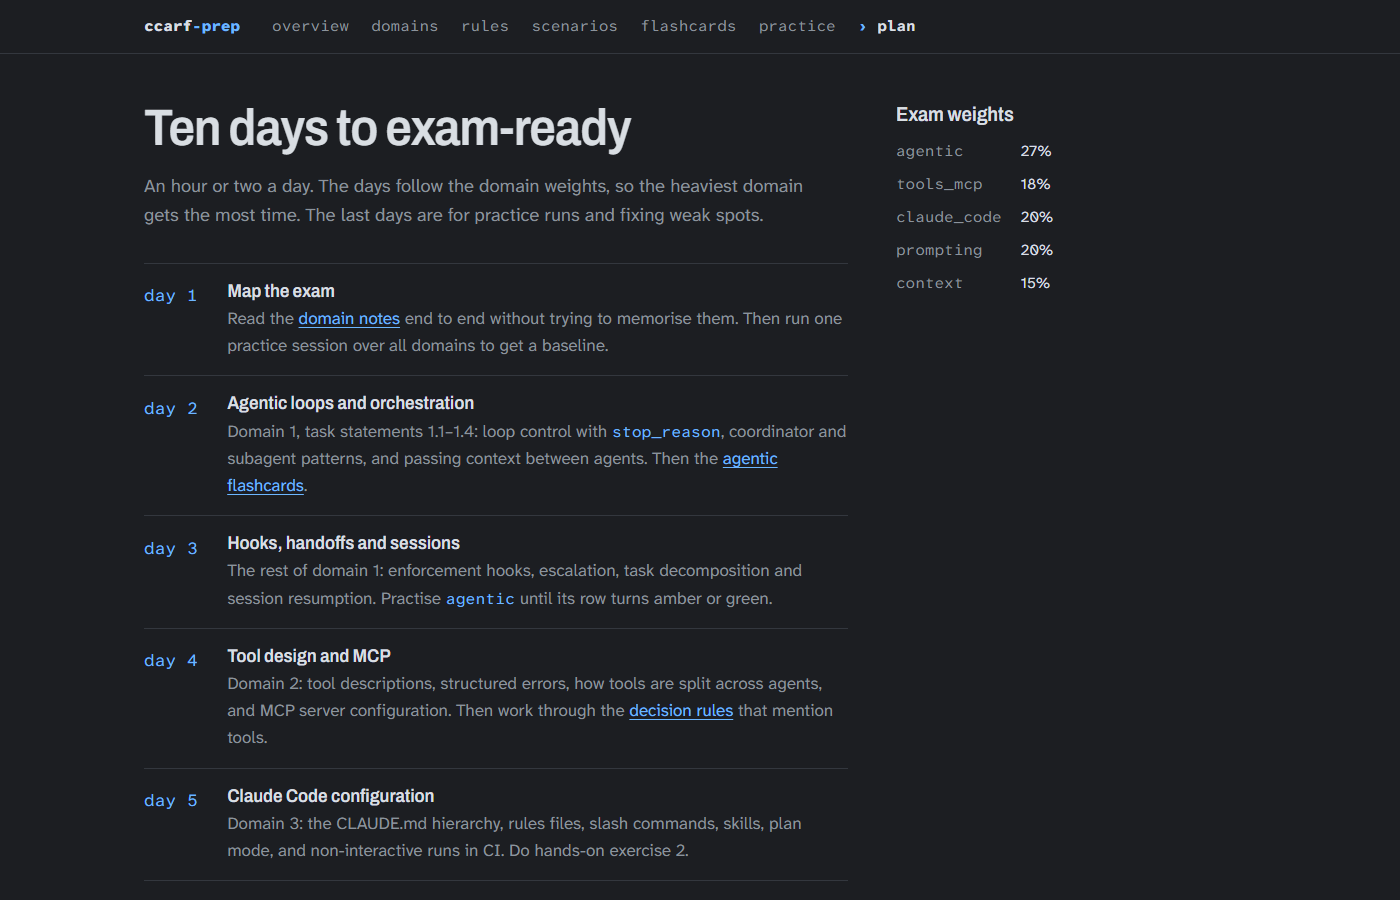 ccarf-prep overview domains rules scenarios flashcards practice › plan
Ten days to exam-ready
An hour or two a day. The days follow the domain weights, so the heaviest domain
gets the most time. The last days are for practice runs and fixing weak spots.
day 1
Map the exam
Read the domain notes end to end without trying to memorise them. Then run one
practice session over all domains to get a baseline.
day 2
Agentic loops and orchestration
Domain 1, task statements 1.1–1.4: loop control with stop_reason, coordinator and
subagent patterns, and passing context between agents. Then the agentic
flashcards.
day 3
Hooks, handoffs and sessions
The rest of domain 1: enforcement hooks, escalation, task decomposition and
session resumption. Practise agentic until its row turns amber or green.
day 4
Tool design and MCP
Domain 2: tool descriptions, structured errors, how tools are split across agents,
and MCP server configuration. Then work through the decision rules that mention
tools.
day 5
Claude Code configuration
Domain 3: the CLAUDE.md hierarchy, rules files, slash commands, skills, plan
mode, and non-interactive runs in CI. Do hands-on exercise 2.
Exam weights
agentic 27%
tools_mcp 18%
claude_code 20%
prompting 20%
context 15%